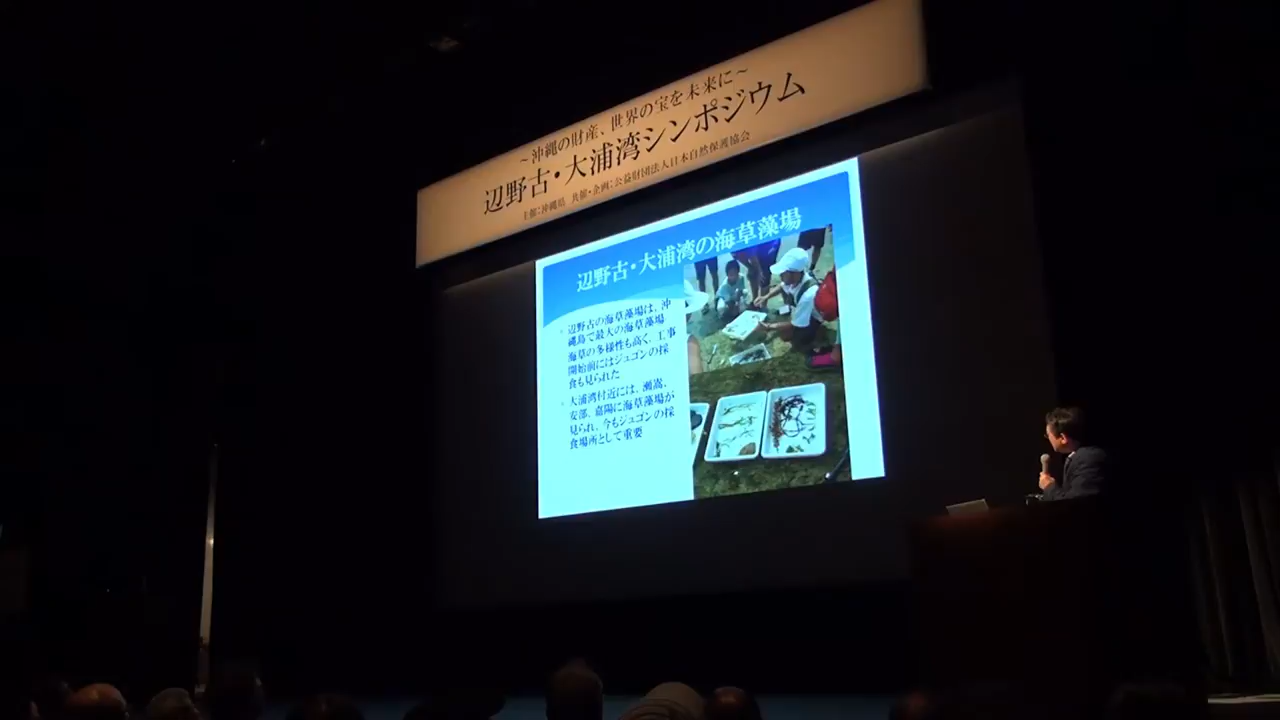 ～沖縄の財産、世界の宝を未来に～
辺野古・大浦湾シンポジウム
主催：沖縄県 共催・企画：公益財団法人日本自然保護協会
辺野古・大浦湾の海草藻場
辺野古の海草藻場は、沖
縄島で最大の海草藻場
海草の多様性も高く、工事
開始前にはジュゴンの採
食も見られた
大浦湾付近には、瀬嵩、
安部、嘉陽に海草藻場が
見られ、今もジュゴンの採
食場所として重要